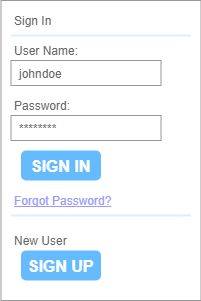 Sign In
User Name:
johndoe
Password:
********
SIGN IN
Forgot Password?
New User
SIGN UP